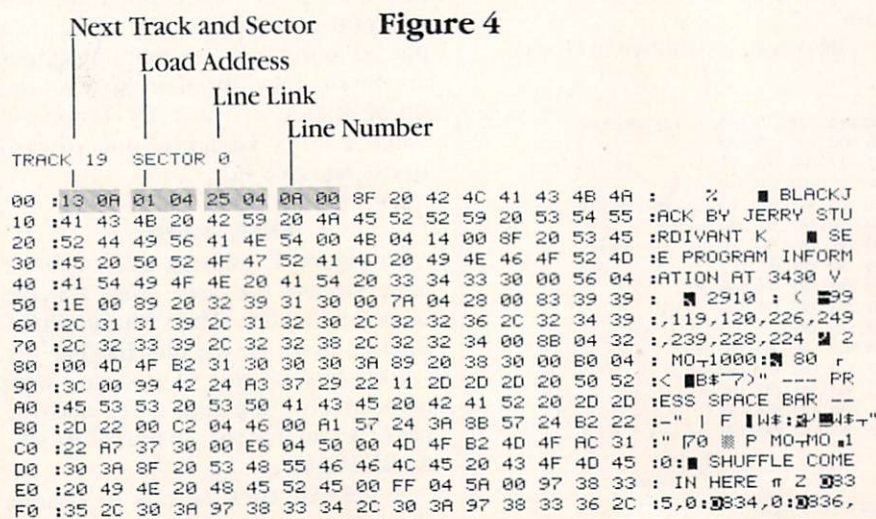 Figure 4
Next Track and Sector
Load Address
Line Link
Line Number
TRACK 19 SECTOR 0
00 :13 0A 01 04 25 04 0A 00 8F 20 42 4C 41 43 4B 4A : % BLACKJ
10 :41 43 4B 20 42 59 20 4A 45 52 52 59 20 53 54 55 :ACK BY JERRY STU
20 :52 44 49 56 41 4E 54 00 4B 04 14 00 8F 20 53 45 :RDIVANT K SE
30 :45 20 50 52 4F 47 52 41 4D 20 49 4E 46 4F 52 4D :E PROGRAM INFORM
40 :41 54 49 4F 4E 20 41 54 20 33 34 33 30 00 56 04 :ATION AT 3430 V
50 :1E 00 89 20 32 39 31 30 00 7A 04 28 00 83 39 39 : 2910 : ( 99
60 :2C 31 31 39 2C 31 32 30 2C 32 32 36 2C 32 34 39 :,119,120,226,249
70 :2C 32 33 39 2C 32 32 38 2C 32 32 34 00 8B 04 32 :,239,228,224 2
80 :00 4D 4F B2 31 30 30 30 3A 89 20 38 30 00 B0 04 : MO┬1000: 80 ┌
90 :3C 00 99 42 24 A3 37 29 22 11 2D 2D 2D 20 50 52 :< B$▔7)" --- PR
A0 :45 53 53 20 53 50 41 43 45 20 42 41 52 20 2D 2D :ESS SPACE BAR --
B0 :2D 22 00 C2 04 46 00 A1 57 24 3A 8B 57 24 B2 22 :-" | F W$: W$┬"
C0 :22 A7 37 30 00 E6 04 50 00 4D 4F B2 4D 4F AC 31 :" 70 ▒ P MO┬MO 1
D0 :30 3A 8F 20 53 48 55 46 46 4C 45 20 43 4F 4D 45 :0: SHUFFLE COME
E0 :20 49 4E 20 48 45 52 45 00 FF 04 5A 00 97 38 33 : IN HERE π Z 83
F0 :35 2C 30 3A 97 38 33 34 2C 30 3A 97 38 33 36 2C :5,0: 834,0: 836,